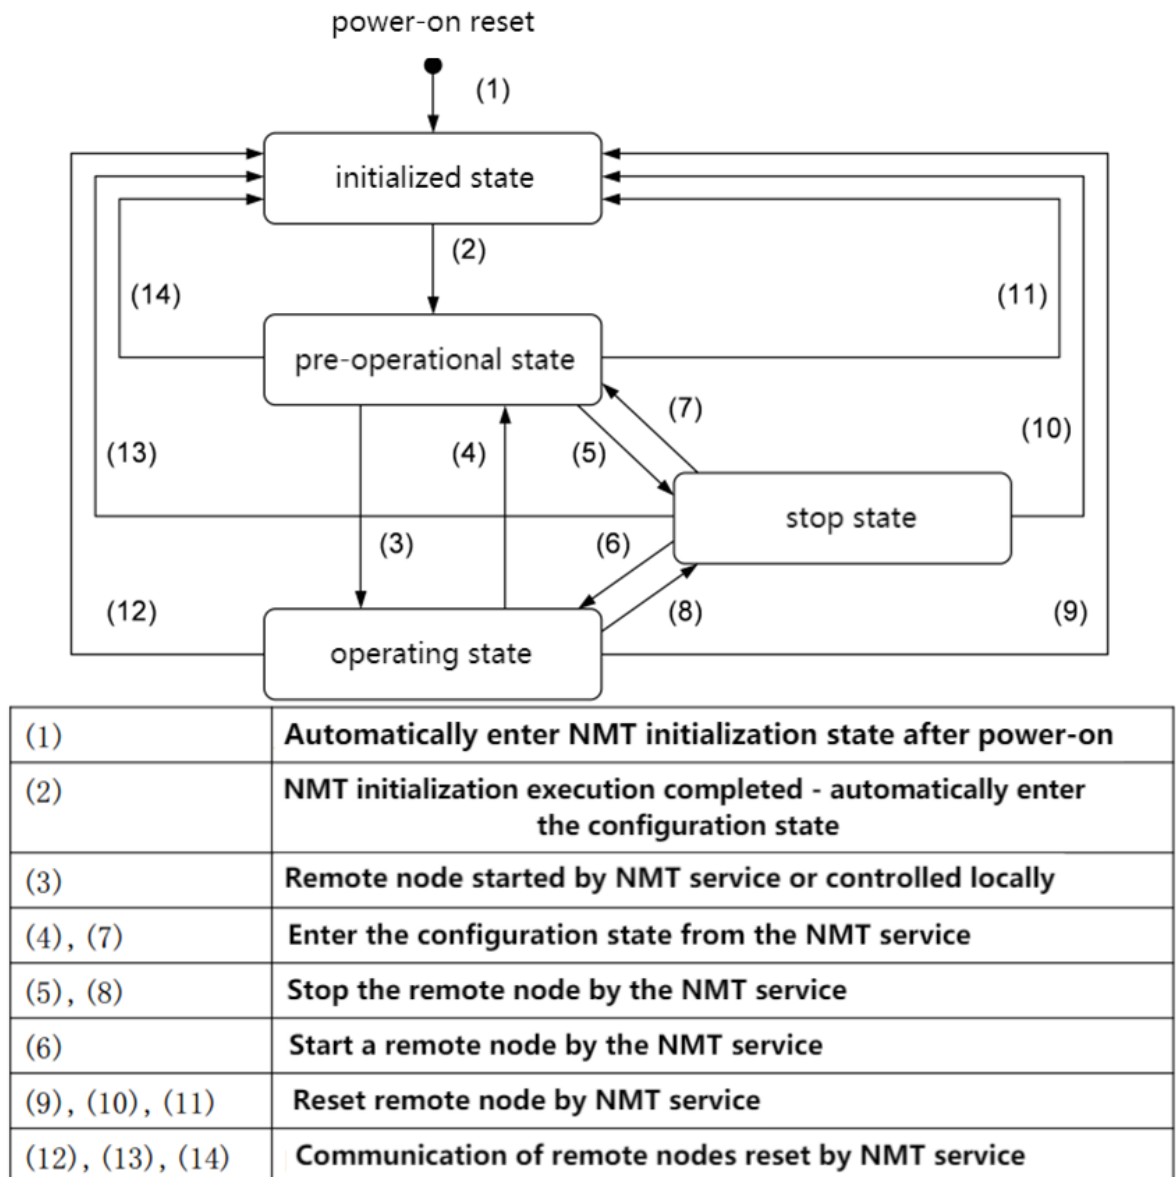 power-on reset
(1)
initialized state
(2)
(14)
(11)
pre-operational state
(7)
(10)
(13)
(4)
(5)
stop state
(3)
(6)
(12)
(8)
(9)
operating state
(1) Automatically enter NMT initialization state after power-on
(2) NMT initialization execution completed - automatically enter
the configuration state
(3) Remote node started by NMT service or controlled locally
(4), (7) Enter the configuration state from the NMT service
(5), (8) Stop the remote node by the NMT service
(6) Start a remote node by the NMT service
(9), (10), (11) Reset remote node by NMT service
(12), (13), (14) Communication of remote nodes reset by NMT service